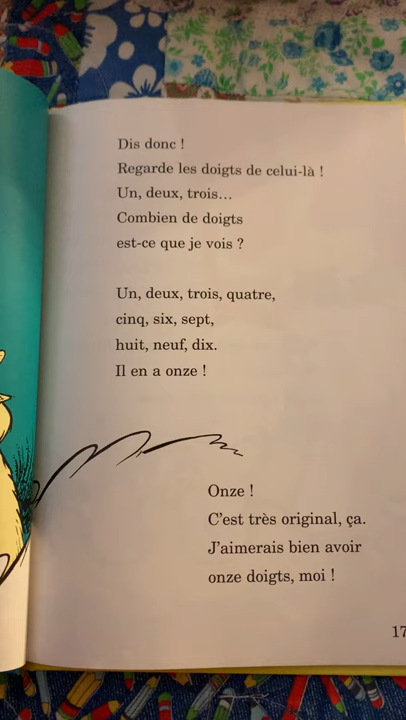 Dis donc !
Regarde les doigts de celui-là !
Un, deux, trois…
Combien de doigts
est-ce que je vois ?
Un, deux, trois, quatre,
cinq, six, sept,
huit, neuf, dix.
Il en a onze !
Onze !
C'est très original, ça.
J'aimerais bien avoir
onze doigts, moi !
17